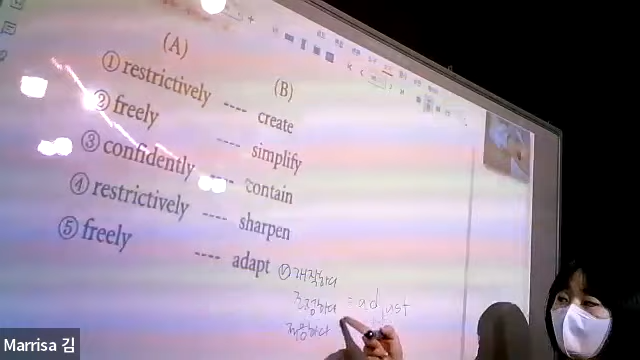 (A)
(B)
① restrictively ---- create
② freely ---- simplify
③ confidently ---- contain
④ restrictively ---- sharpen
⑤ freely ---- adapt
ⓥ 개작하다
조정하다 = adjust
적응하다
Marrisa 김